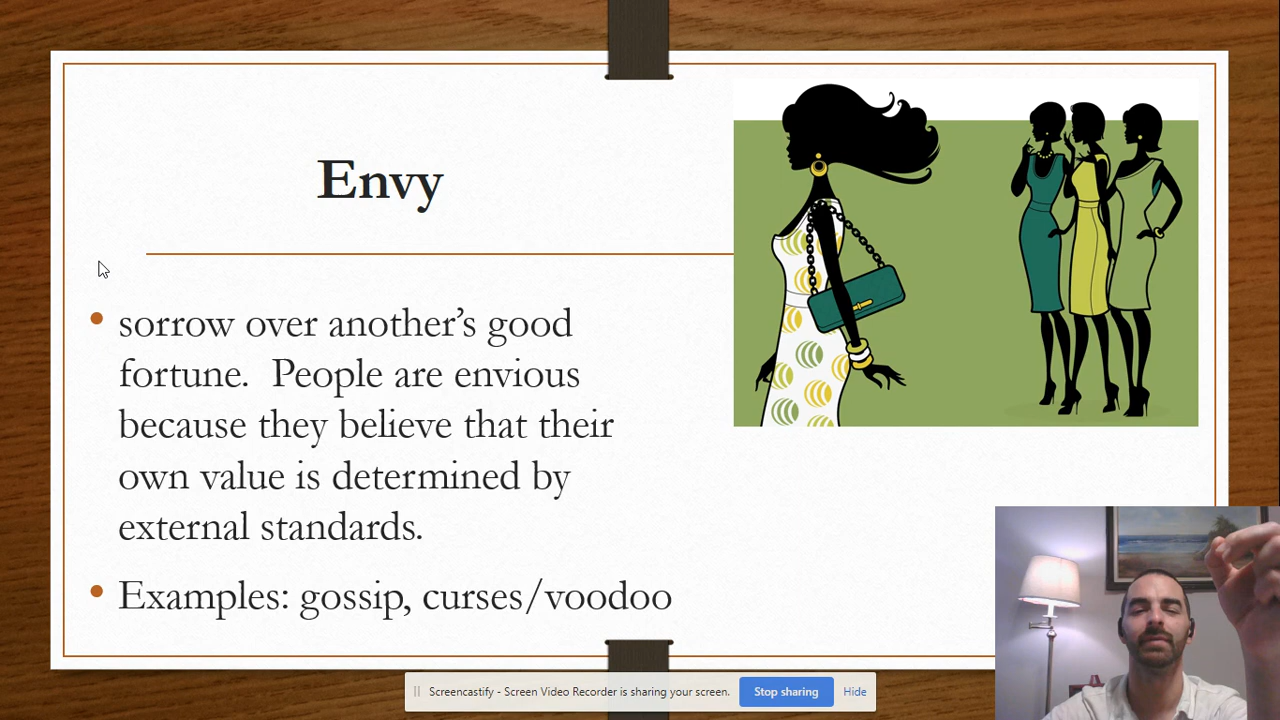 Envy
• sorrow over another’s good
fortune.  People are envious
because they believe that their
own value is determined by
external standards.
• Examples: gossip, curses/voodoo
Screencastify - Screen Video Recorder is sharing your screen. Stop sharing Hide